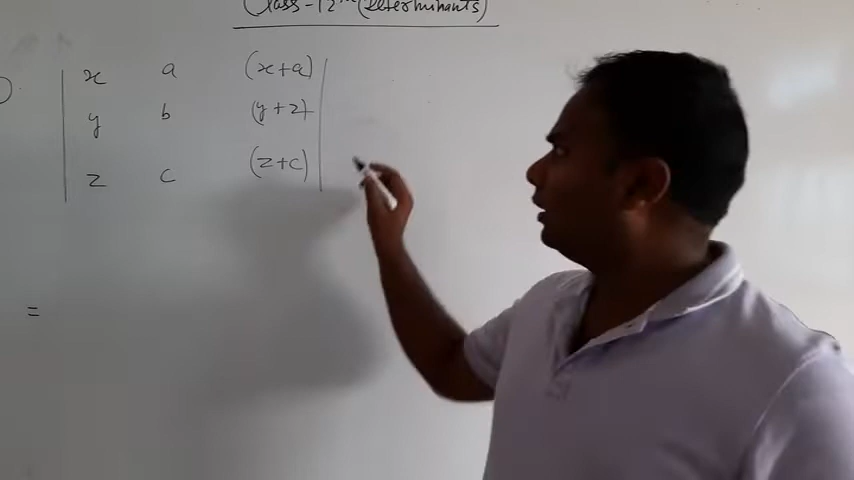 Class-12th (Determinants)
| x a (x+a) |
| y b (y+z) |
| z c (z+c) |
=